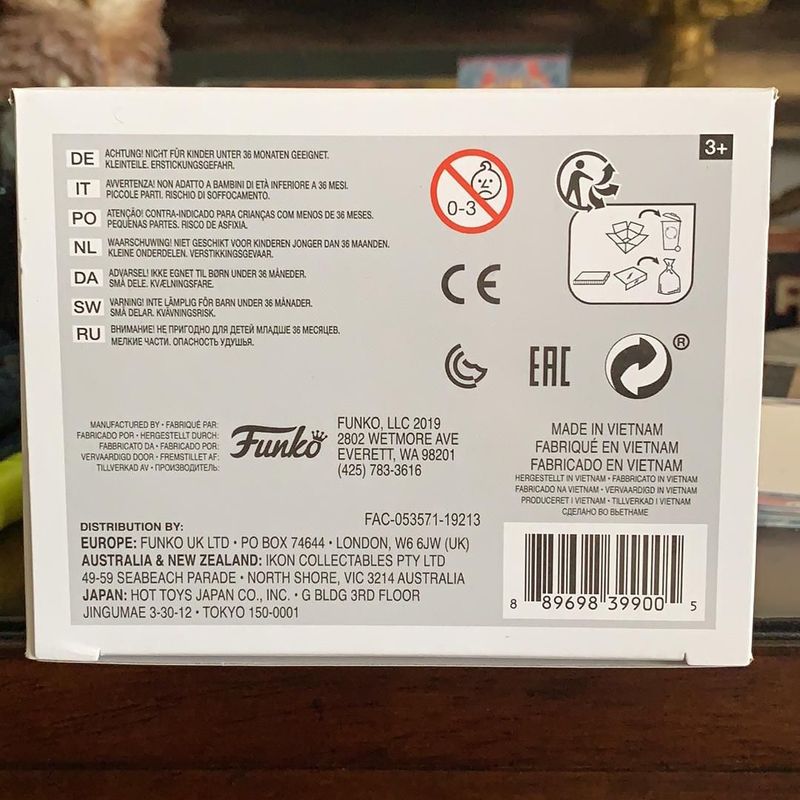 DE ACHTUNG! NICHT FÜR KINDER UNTER 36 MONATEN GEEIGNET.
KLEINTEILE. ERSTICKUNGSGEFAHR.
IT AVVERTENZA! NON ADATTO A BAMBINI DI ETÀ INFERIORE A 36 MESI.
PICCOLE PARTI. RISCHIO DI SOFFOCAMENTO.
PO ATENÇÃO! CONTRA-INDICADO PARA CRIANÇAS COM MENOS DE 36 MESES.
PEQUENAS PARTES. RISCO DE ASFIXIA.
NL WAARSCHUWING! NIET GESCHIKT VOOR KINDEREN JONGER DAN 36 MAANDEN.
KLEINE ONDERDELEN. VERSTIKKINGSGEVAAR.
DA ADVARSEL! IKKE EGNET TIL BØRN UNDER 36 MÅNEDER.
SMÅ DELE. KVÆLNINGSFARE.
SW VARNING! INTE LÄMPLIG FÖR BARN UNDER 36 MÅNADER.
SMÅ DELAR. KVÄVNINGSRISK.
RU ВНИМАНИЕ! НЕ ПРИГОДНО ДЛЯ ДЕТЕЙ МЛАДШЕ 36 МЕСЯЦЕВ.
МЕЛКИЕ ЧАСТИ. ОПАСНОСТЬ УДУШЬЯ.
0-3
3+
CE
EAC
®
MANUFACTURED BY • FABRIQUÉ PAR:
FABRICADO POR • HERGESTELLT DURCH:
FABBRICATO DA • FABRICADO POR:
VERVAARDIGD DOOR • FREMSTILLET AF:
TILLVERKAD AV • ПРОИЗВОДИТЕЛЬ:
Funko
FUNKO, LLC 2019
2802 WETMORE AVE
EVERETT, WA 98201
(425) 783-3616
MADE IN VIETNAM
FABRIQUÉ EN VIETNAM
FABRICADO EN VIETNAM
HERGESTELLT IN VIETNAM • FABBRICATO IN VIETNAM
FABRICADO NA VIETNAM • VERVAARDIGD IN VIETNAM
PRODUCERET I VIETNAM • TILLVERKAD I VIETNAM
СДЕЛАНО ВО ВЬЕТНАМЕ
FAC-053571-19213
DISTRIBUTION BY:
EUROPE: FUNKO UK LTD • PO BOX 74644 • LONDON, W6 6JW (UK)
AUSTRALIA & NEW ZEALAND: IKON COLLECTABLES PTY LTD
49-59 SEABEACH PARADE • NORTH SHORE, VIC 3214 AUSTRALIA
JAPAN: HOT TOYS JAPAN CO., INC. • G BLDG 3RD FLOOR
JINGUMAE 3-30-12 • TOKYO 150-0001
8 89698 39900 5